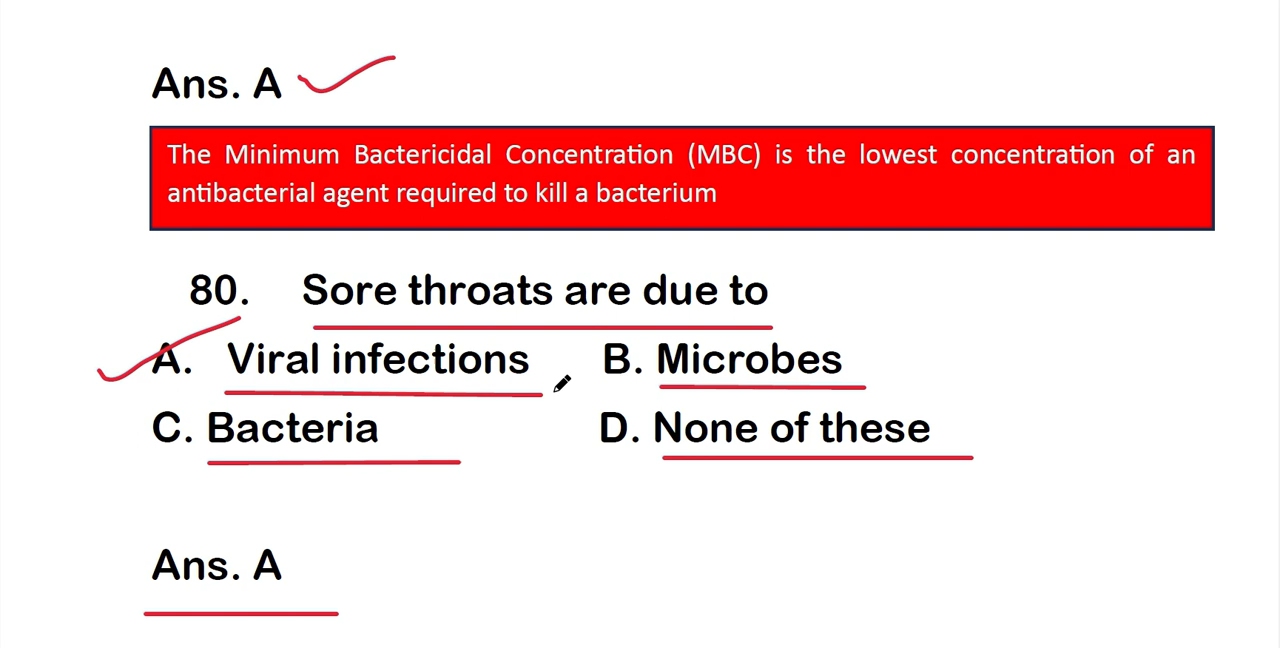 Ans. A
The Minimum Bactericidal Concentration (MBC) is the lowest concentration of an
antibacterial agent required to kill a bacterium
80. Sore throats are due to
A. Viral infections B. Microbes
C. Bacteria D. None of these
Ans. A